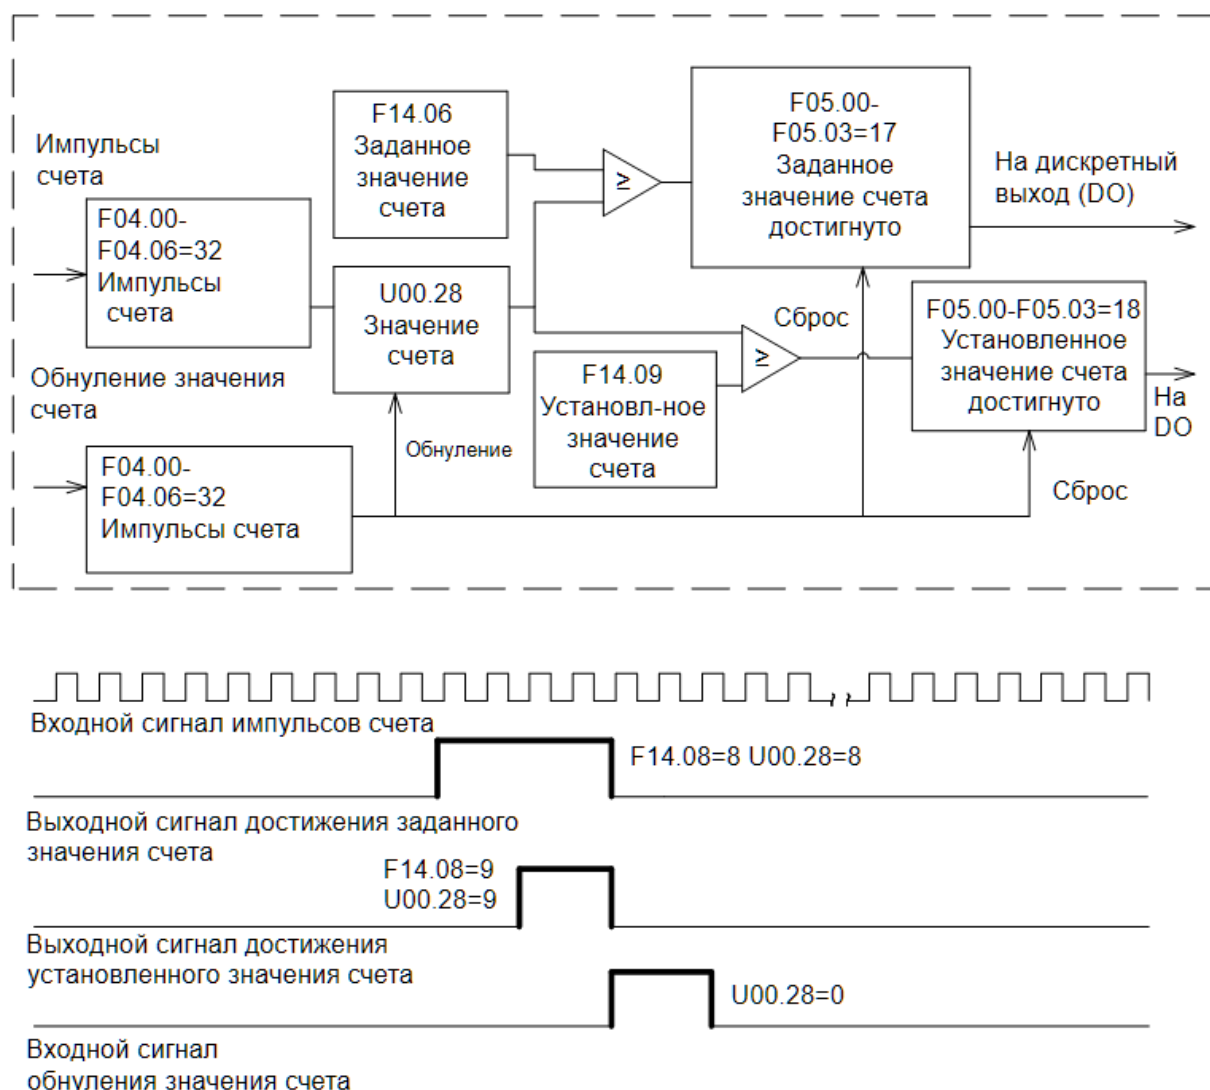 Импульсы
счета
F04.00-
F04.06=32
Импульсы
счета
F14.06
Заданное
значение
счета
≥
F05.00-
F05.03=17
Заданное
значение счета
достигнуто
На дискретный
выход (DO)
U00.28
Значение
счета
Сброс
≥
F14.09
Установл-ное
значение
счета
F05.00-F05.03=18
Установленное
значение счета
достигнуто
На
DO
Обнуление значения
счета
F04.00-
F04.06=32
Импульсы счета
Обнуление
Сброс
Входной сигнал импульсов счета
F14.08=8 U00.28=8
Выходной сигнал достижения заданного
значения счета
F14.08=9
U00.28=9
Выходной сигнал достижения
установленного значения счета
U00.28=0
Входной сигнал
обнуления значения счета